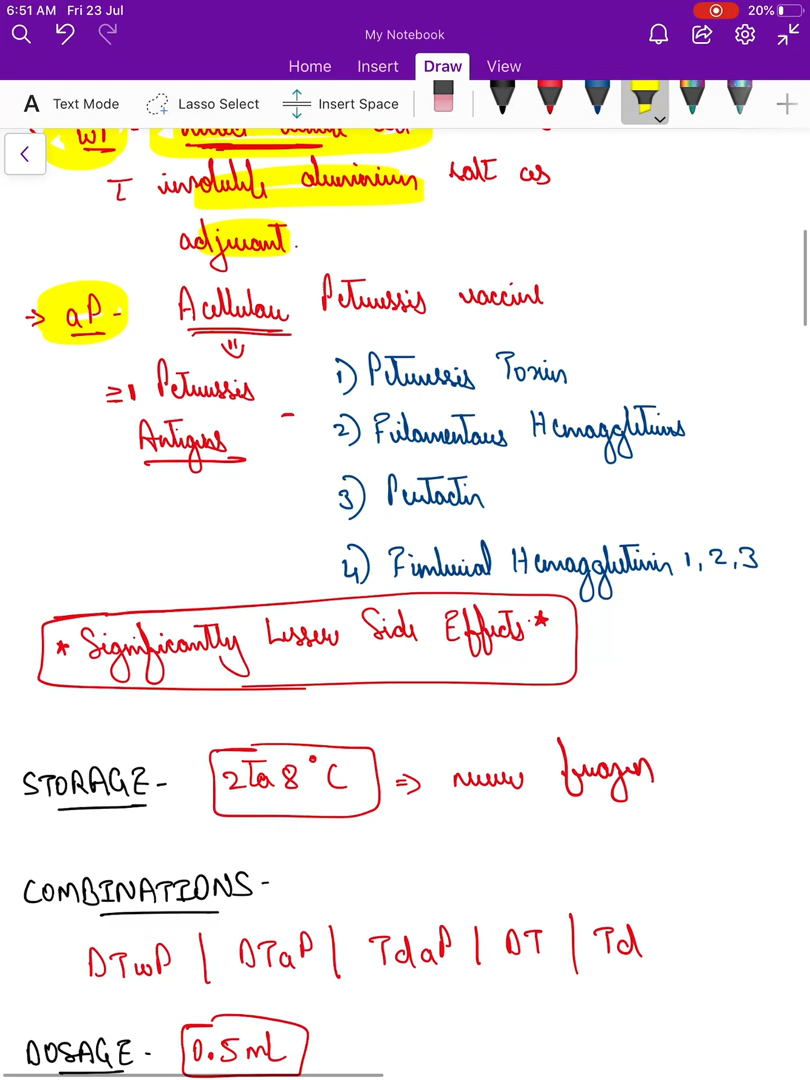 6:51 AM Fri 23 Jul
20%
My Notebook
Home Insert Draw View
A Text Mode Lasso Select Insert Space
wP
insoluble aluminium salt as
adjuvant.
→ aP - Acellular Pertussis vaccine
≥1 Pertussis
Antigens -
1) Pertussis Toxin
2) Filamentous Hemagglutinins
3) Pertactin
4) Fimbrial Hemagglutinin 1, 2, 3
* Significantly Lesser Side Effects. *
STORAGE - 2 To 8°C ⇒ never frozen
COMBINATIONS -
DTwP | DTaP | TdaP | DT | Td
DOSAGE - 0.5 mL